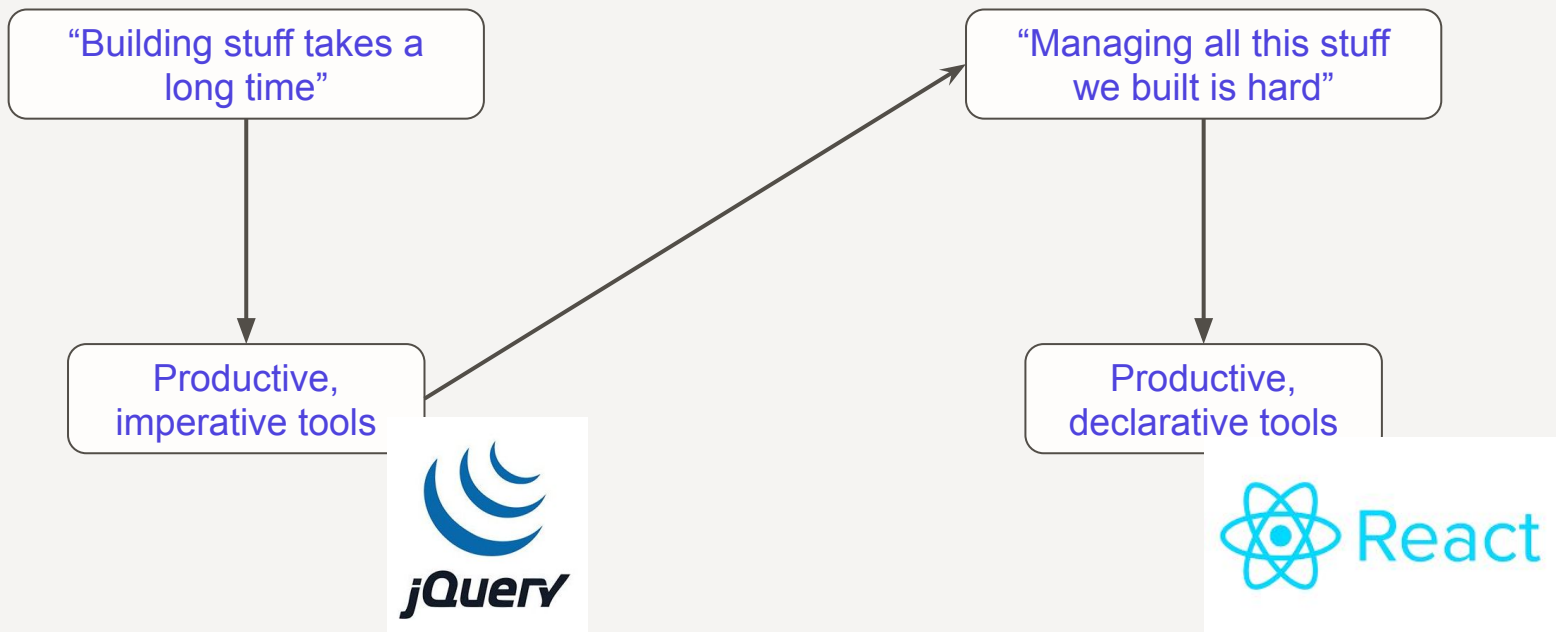 “Building stuff takes a
long time”
“Managing all this stuff
we built is hard”
Productive,
imperative tools
Productive,
declarative tools
jQuery
React